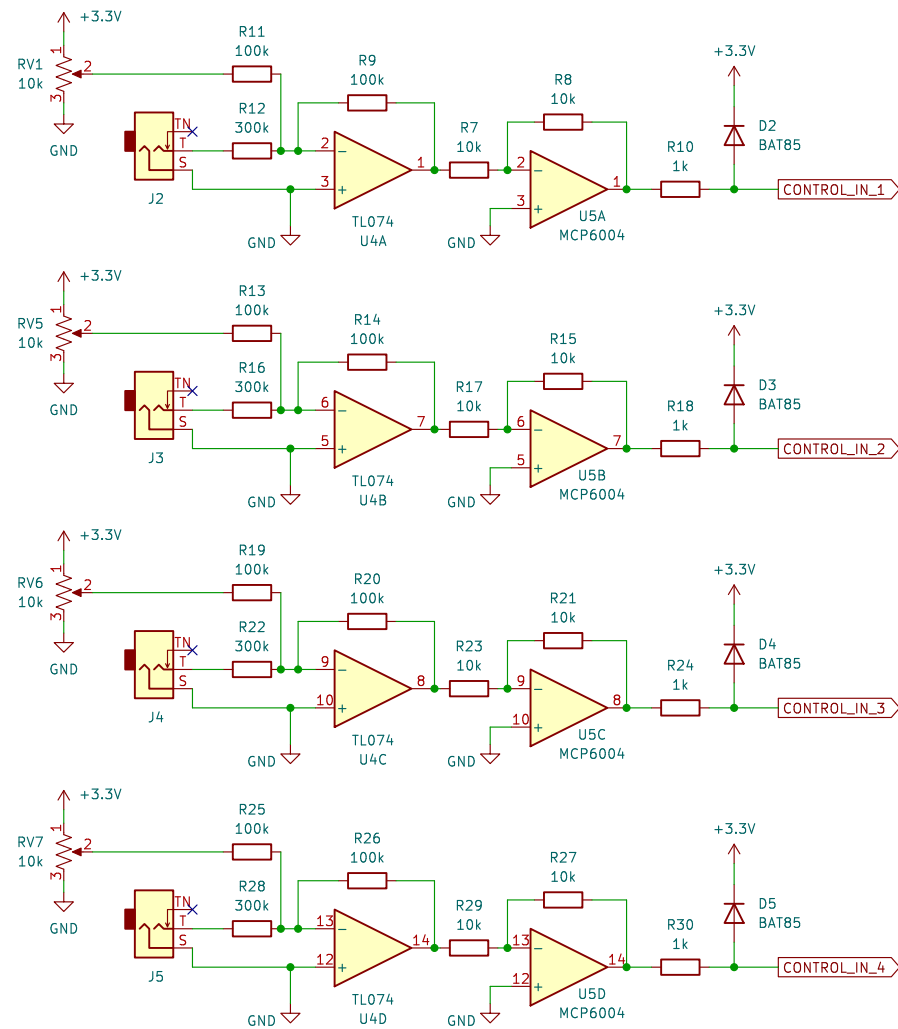 +3.3V
R11
100k
1
RV1
10k
2
3
GND
R9
100k
R12
300k
TN
T
S
J2
2
3
1
GND
TL074
U4A
R7
10k
R8
10k
2
3
1
GND
U5A
MCP6004
R10
1k
+3.3V
D2
BAT85
CONTROL_IN_1
+3.3V
R13
100k
1
RV5
10k
2
3
GND
R14
100k
R16
300k
TN
T
S
J3
6
5
7
GND
TL074
U4B
R17
10k
R15
10k
6
5
7
GND
U5B
MCP6004
R18
1k
+3.3V
D3
BAT85
CONTROL_IN_2
+3.3V
R19
100k
1
RV6
10k
2
3
GND
R20
100k
R22
300k
TN
T
S
J4
9
10
8
GND
TL074
U4C
R23
10k
R21
10k
9
10
8
GND
U5C
MCP6004
R24
1k
+3.3V
D4
BAT85
CONTROL_IN_3
+3.3V
R25
100k
1
RV7
10k
2
3
GND
R26
100k
R28
300k
TN
T
S
J5
13
12
14
GND
TL074
U4D
R29
10k
R27
10k
13
12
14
GND
U5D
MCP6004
R30
1k
+3.3V
D5
BAT85
CONTROL_IN_4